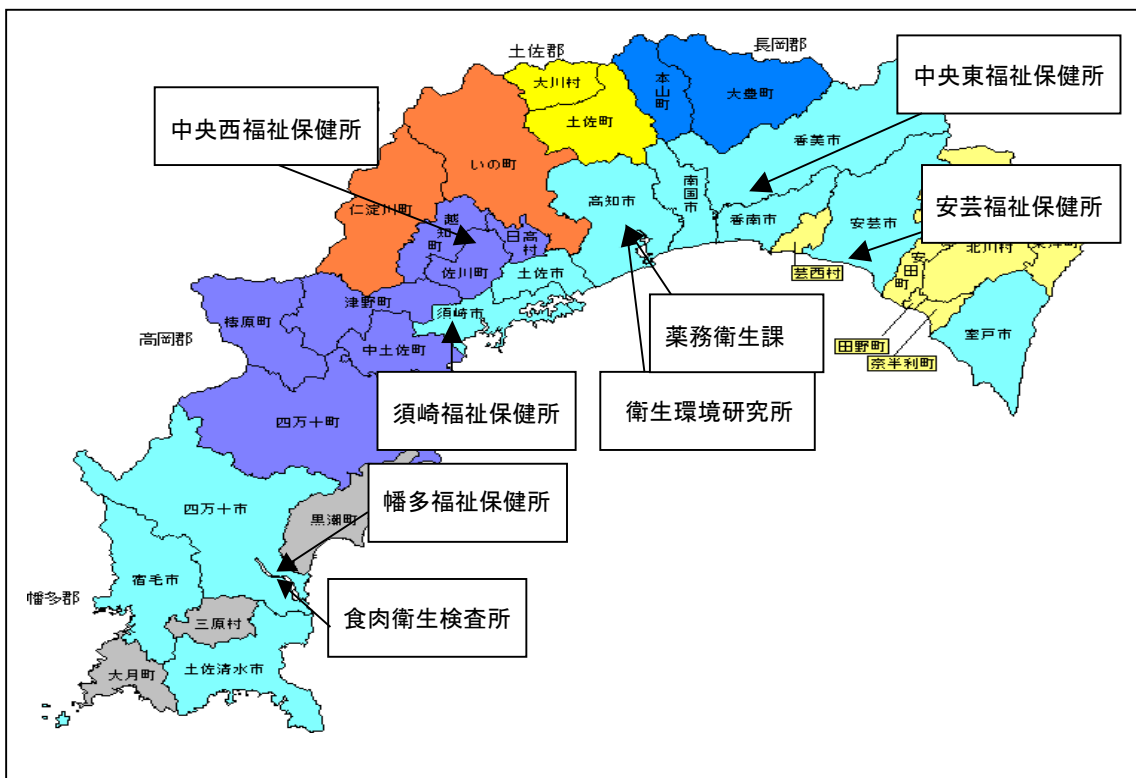 土佐郡
長岡郡
大川村
本山町
大豊町
中央東福祉保健所
土佐町
中央西福祉保健所
香美市
いの町
南国市
高知市
安芸福祉保健所
仁淀川町
越知町
日高村
香南市
安芸市
北川村
佐川町
土佐市
安田町
芸西村
津野町
須崎市
檮原町
高岡郡
中土佐町
薬務衛生課
田野町
奈半利町
室戸市
須崎福祉保健所
衛生環境研究所
四万十町
幡多福祉保健所
四万十市
黒潮町
宿毛市
幡多郡
食肉衛生検査所
三原村
土佐清水市
大月町